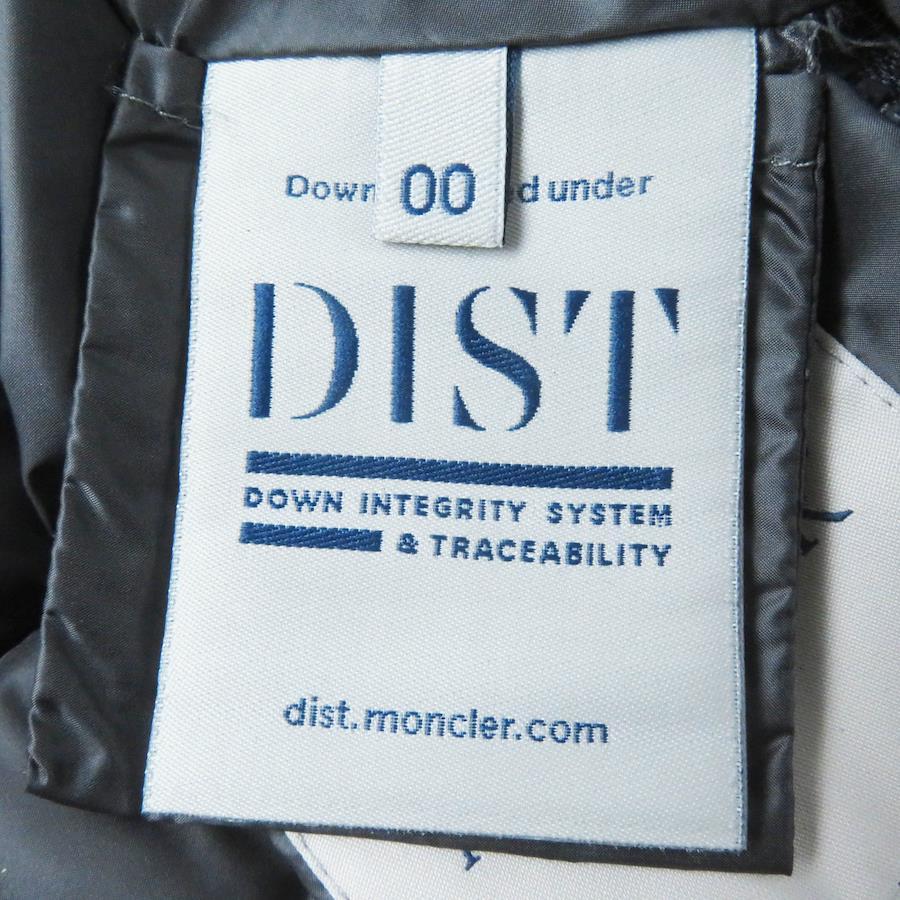 00
Down d under
DIST
DOWN INTEGRITY SYSTEM
& TRACEABILITY
dist.moncler.com